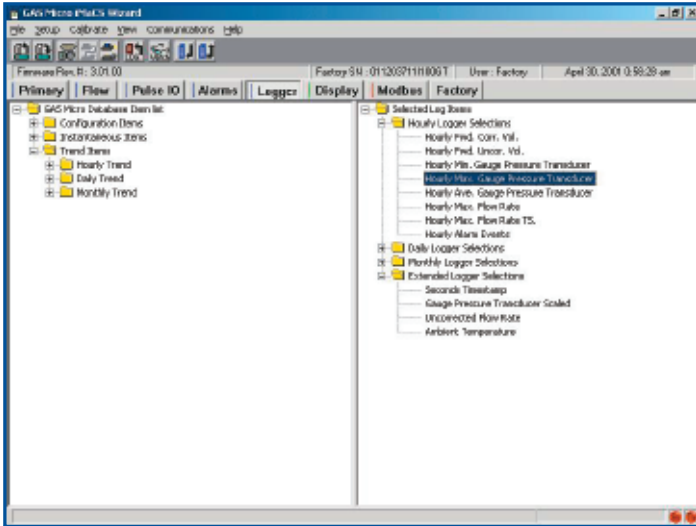 GAS Micro iMaCS Wizard
File Setup Calibrate View Communications Help
Firmware Rev. #: 3.01.00
User : Factory
April 30, 2001 0:58:28 am
Primary Flow Pulse IO Alarms Logger Display Modbus Factory
GAS Micro Database Item list
Configuration Items
Instantaneous Items
Trend Items
Hourly Trend
Daily Trend
Monthly Trend
Selected Log Items
Hourly Logger Selections
Hourly Fwd. Corr. Vol.
Hourly Fwd. Uncor. Vol.
Hourly Min. Gauge Pressure Transducer
Hourly Max. Gauge Pressure Transducer
Hourly Ave. Gauge Pressure Transducer
Hourly Max. Flow Rate
Hourly Max. Flow Rate TS.
Hourly Alarm Events
Daily Logger Selections
Monthly Logger Selections
Extended Logger Selections
Seconds Timestamp
Gauge Pressure Transducer Scaled
Uncorrected Flow Rate
Ambient Temperature